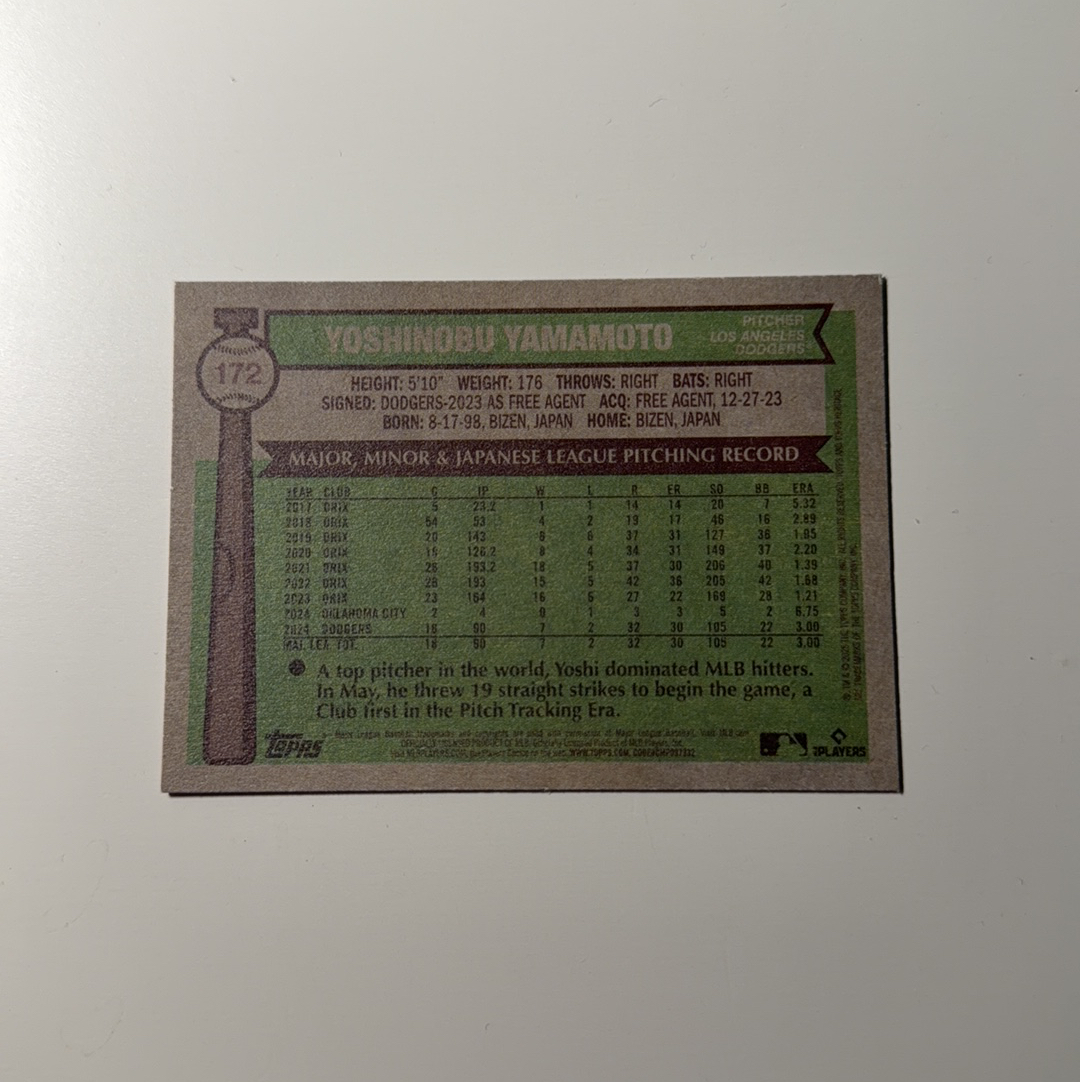 172
YOSHINOBU YAMAMOTO
PITCHER
LOS ANGELES
DODGERS
HEIGHT: 5'10" WEIGHT: 176 THROWS: RIGHT BATS: RIGHT
SIGNED: DODGERS-2023 AS FREE AGENT ACQ: FREE AGENT, 12-27-23
BORN: 8-17-98, BIZEN, JAPAN HOME: BIZEN, JAPAN
MAJOR, MINOR & JAPANESE LEAGUE PITCHING RECORD
YEAR CLUB G IP W L R ER SO BB ERA
2017 ORIX 5 23.2 1 1 14 14 20 7 5.32
2018 ORIX 54 53 4 2 19 17 46 16 2.89
2019 ORIX 20 143 8 6 37 31 127 36 1.95
2020 ORIX 18 126.2 8 4 34 31 149 37 2.20
2021 ORIX 26 193.2 18 5 37 30 206 40 1.39
2022 ORIX 26 193 15 5 42 36 205 42 1.68
2023 ORIX 23 164 16 6 27 22 169 28 1.21
2024 OKLAHOMA CITY 2 4 0 1 3 3 5 2 6.75
2024 DODGERS 18 90 7 2 32 30 105 22 3.00
MAJ. LEA. TOT. 18 90 7 2 32 30 105 22 3.00
A top pitcher in the world, Yoshi dominated MLB hitters.
In May, he threw 19 straight strikes to begin the game, a
Club first in the Pitch Tracking Era.
TOPPS
WWW.TOPPS.COM
PLAYERS